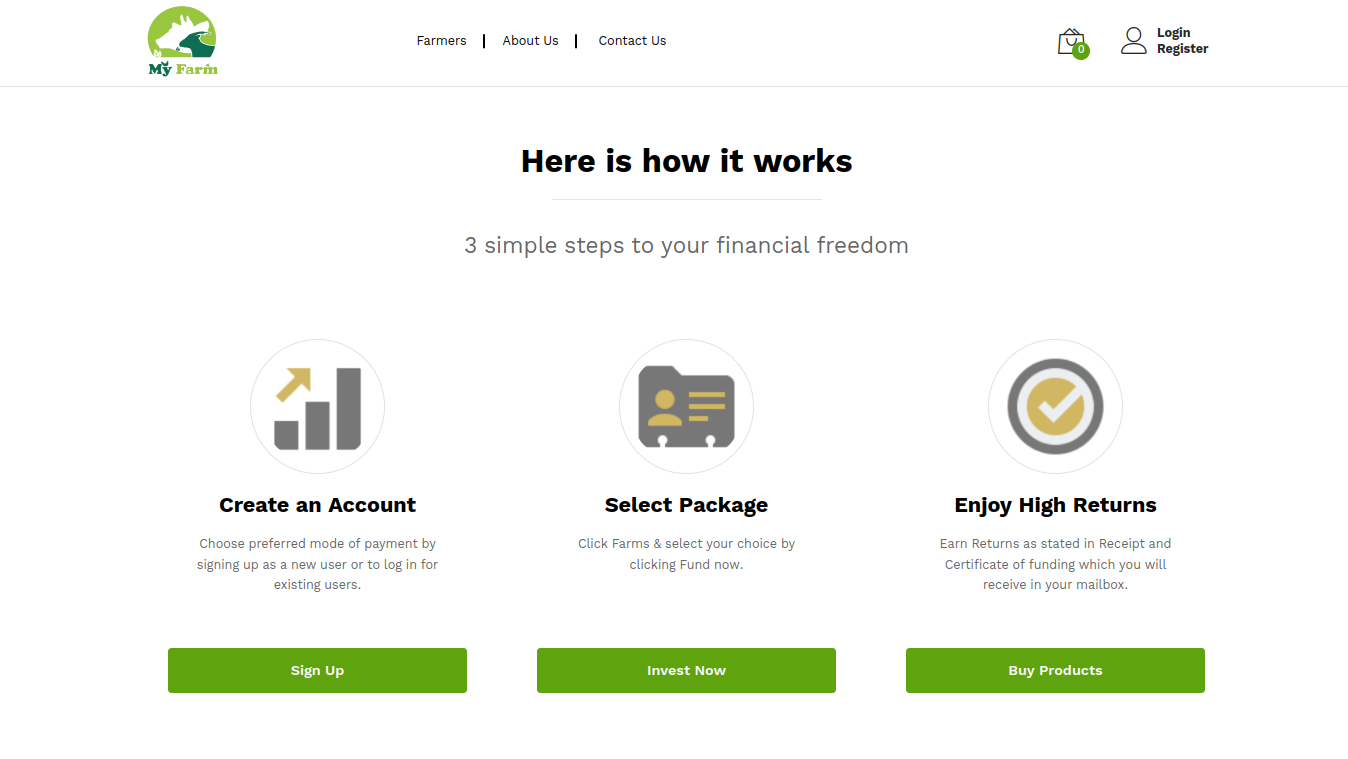 My Farm
Farmers | About Us | Contact Us
0
Login
Register
Here is how it works
3 simple steps to your financial freedom
Create an Account
Choose preferred mode of payment by
signing up as a new user or to log in for
existing users.
Sign Up
Select Package
Click Farms & select your choice by
clicking Fund now.
Invest Now
Enjoy High Returns
Earn Returns as stated in Receipt and
Certificate of funding which you will
receive in your mailbox.
Buy Products